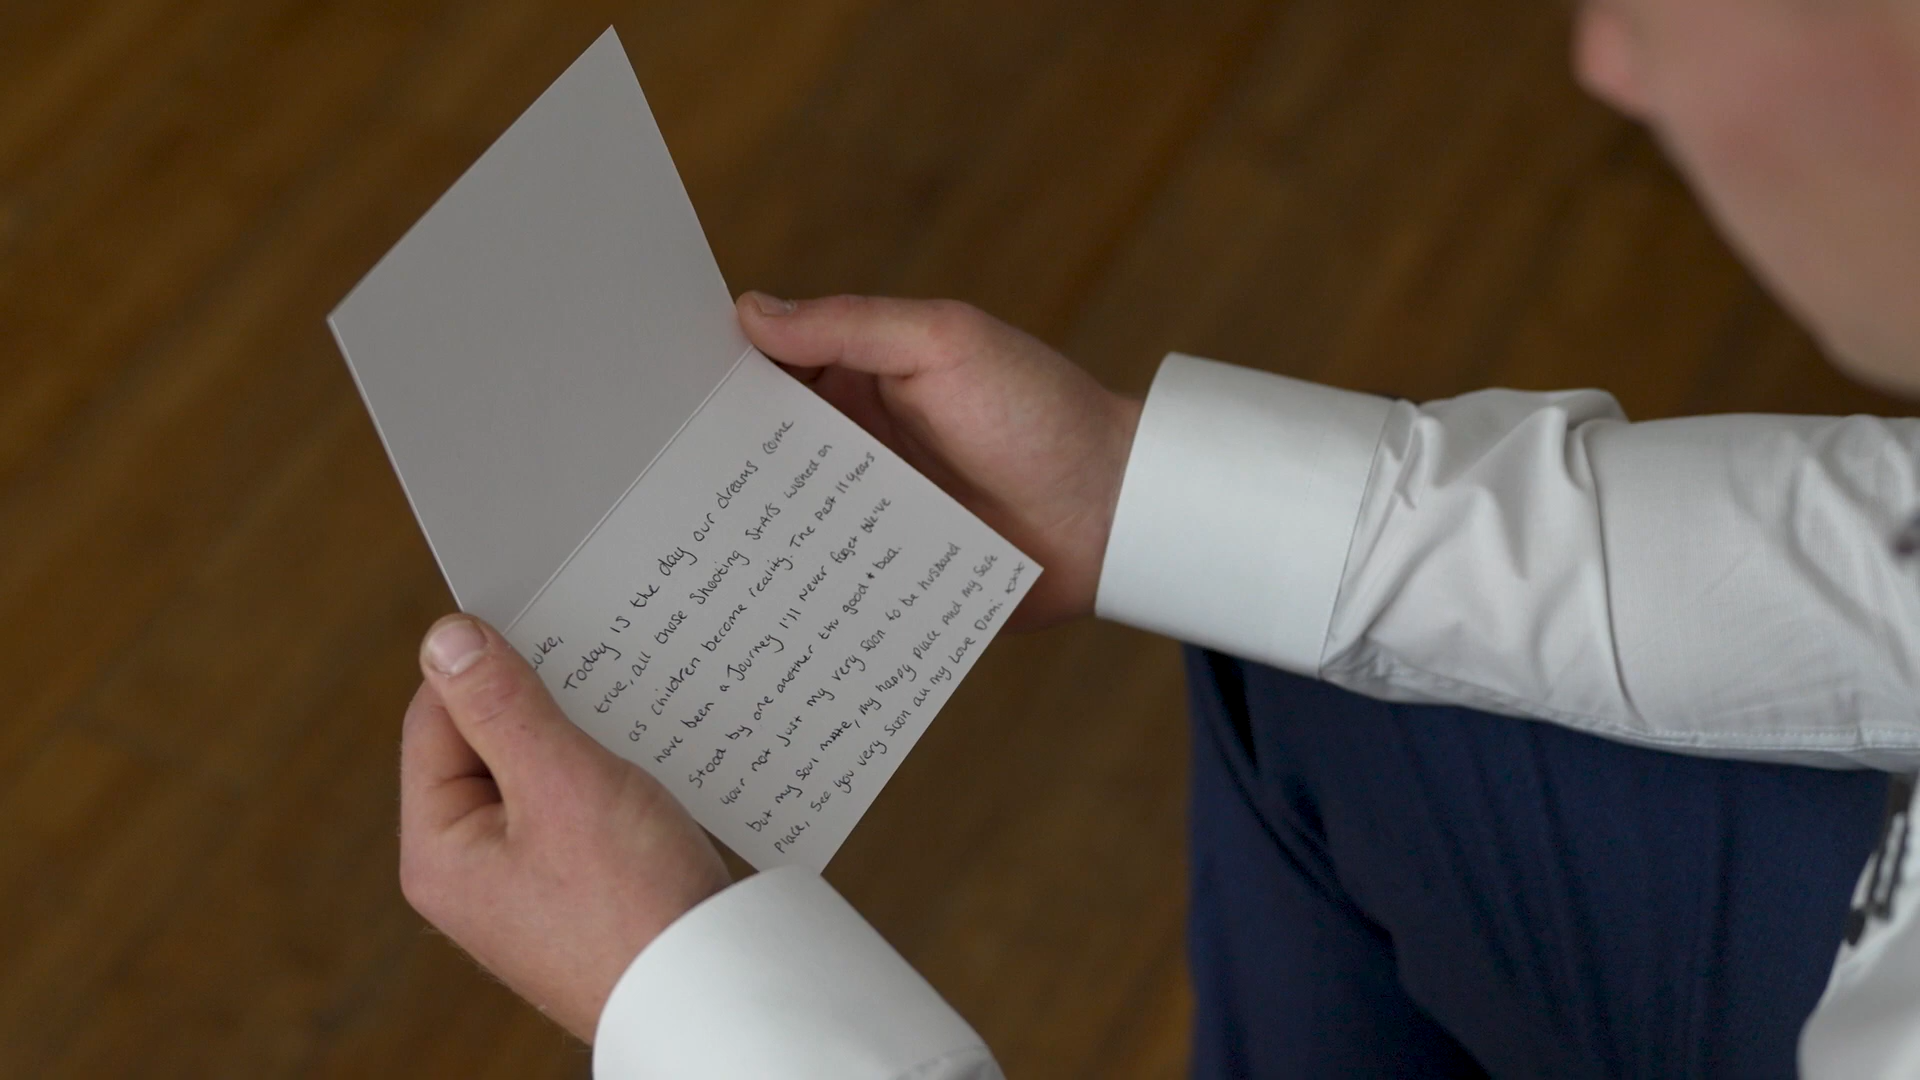 Luke,
Today is the day our dreams come
true, all those shooting stars wished on
as children become reality. The past 11 years
have been a journey I'll never forget we've
stood by one another thru good + bad.
your not just my very soon to be husband
but my soul mate, my happy place and my safe
place, see you very soon all my love Demi xxx